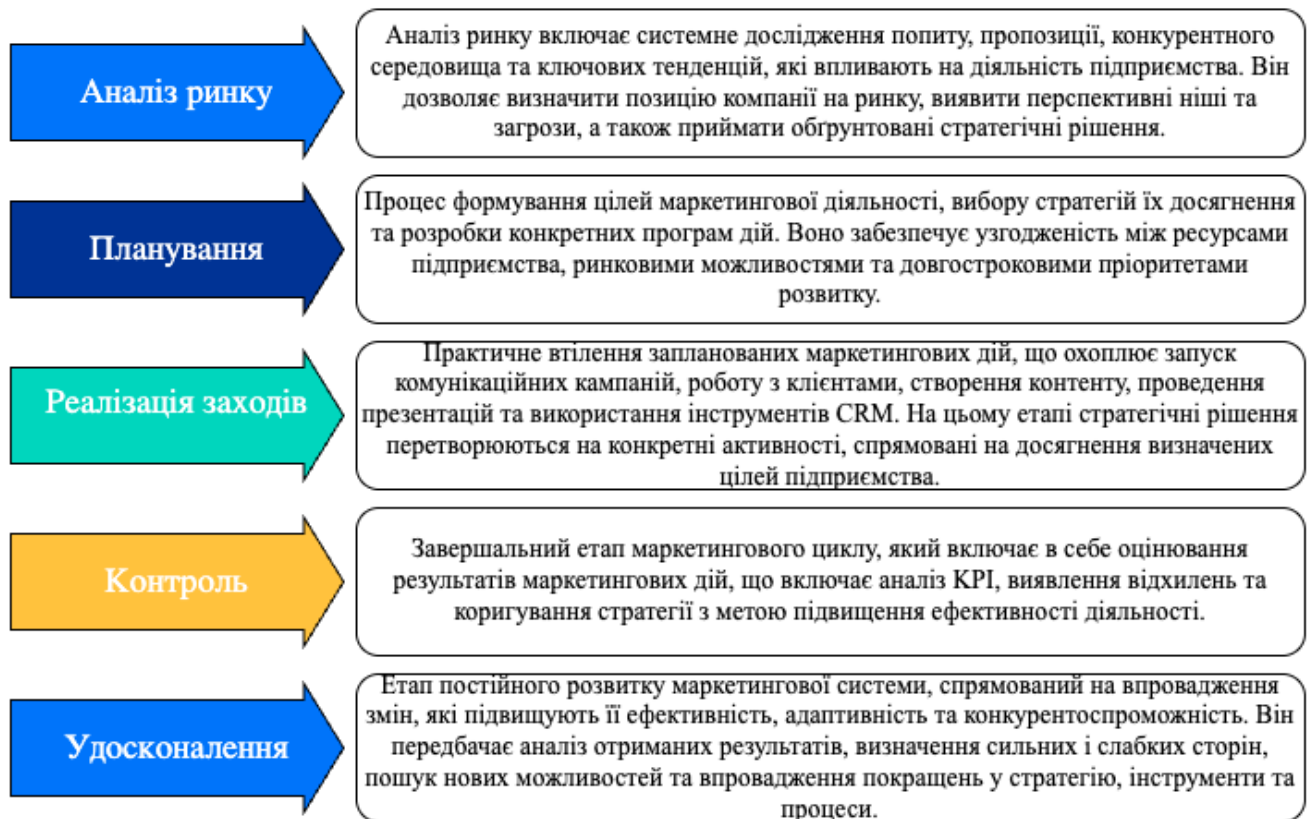 Аналіз ринку
Аналіз ринку включає системне дослідження попиту, пропозиції, конкурентного
середовища та ключових тенденцій, які впливають на діяльність підприємства. Він
дозволяє визначити позицію компанії на ринку, виявити перспективні ніші та
загрози, а також приймати обґрунтовані стратегічні рішення.
Планування
Процес формування цілей маркетингової діяльності, вибору стратегій їх досягнення
та розробки конкретних програм дій. Воно забезпечує узгодженість між ресурсами
підприємства, ринковими можливостями та довгостроковими пріоритетами
розвитку.
Реалізація заходів
Практичне втілення запланованих маркетингових дій, що охоплює запуск
комунікаційних кампаній, роботу з клієнтами, створення контенту, проведення
презентацій та використання інструментів CRM. На цьому етапі стратегічні рішення
перетворюються на конкретні активності, спрямовані на досягнення визначених
цілей підприємства.
Контроль
Завершальний етап маркетингового циклу, який включає в себе оцінювання
результатів маркетингових дій, що включає аналіз KPI, виявлення відхилень та
коригування стратегії з метою підвищення ефективності діяльності.
Удосконалення
Етап постійного розвитку маркетингової системи, спрямований на впровадження
змін, які підвищують її ефективність, адаптивність та конкурентоспроможність. Він
передбачає аналіз отриманих результатів, визначення сильних і слабких сторін,
пошук нових можливостей та впровадження покращень у стратегію, інструменти та
процеси.